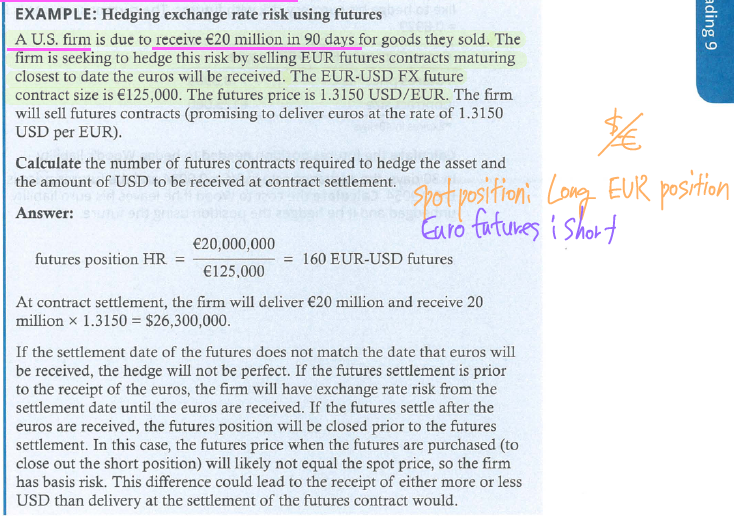 EXAMPLE: Hedging exchange rate risk using futures
A U.S. firm is due to receive €20 million in 90 days for goods they sold. The
firm is seeking to hedge this risk by selling EUR futures contracts maturing
closest to date the euros will be received. The EUR-USD FX future
contract size is €125,000. The futures price is 1.3150 USD/EUR. The firm
will sell futures contracts (promising to deliver euros at the rate of 1.3150
USD per EUR).
$/€
Calculate the number of futures contracts required to hedge the asset and
the amount of USD to be received at contract settlement.
Spot position: Long EUR position
Euro futures : Short
Answer:
futures position HR = €20,000,000 / €125,000 = 160 EUR-USD futures
At contract settlement, the firm will deliver €20 million and receive 20
million × 1.3150 = $26,300,000.
If the settlement date of the futures does not match the date that euros will
be received, the hedge will not be perfect. If the futures settlement is prior
to the receipt of the euros, the firm will have exchange rate risk from the
settlement date until the euros are received. If the futures settle after the
euros are received, the futures position will be closed prior to the futures
settlement. In this case, the futures price when the futures are purchased (to
close out the short position) will likely not equal the spot price, so the firm
has basis risk. This difference could lead to the receipt of either more or less
USD than delivery at the settlement of the futures contract would.
ading 9